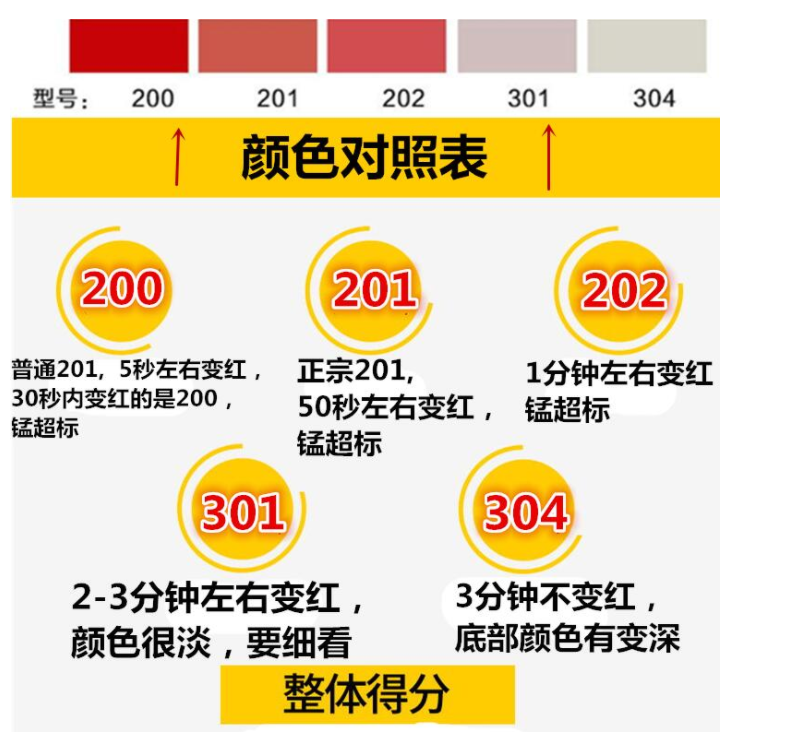 型号: 200 201 202 301 304
颜色对照表
200
普通201, 5秒左右变红，
30秒内变红的是200，
锰超标
201
正宗201,
50秒左右变红，
锰超标
202
1分钟左右变红
锰超标
301
2-3分钟左右变红，
颜色很淡，要细看
304
3分钟不变红，
底部颜色有变深
整体得分